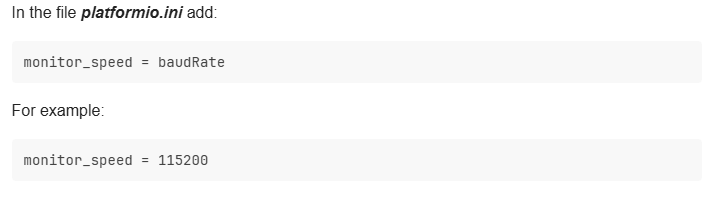 In the file platformio.ini add:
monitor_speed = baudRate
For example:
monitor_speed = 115200